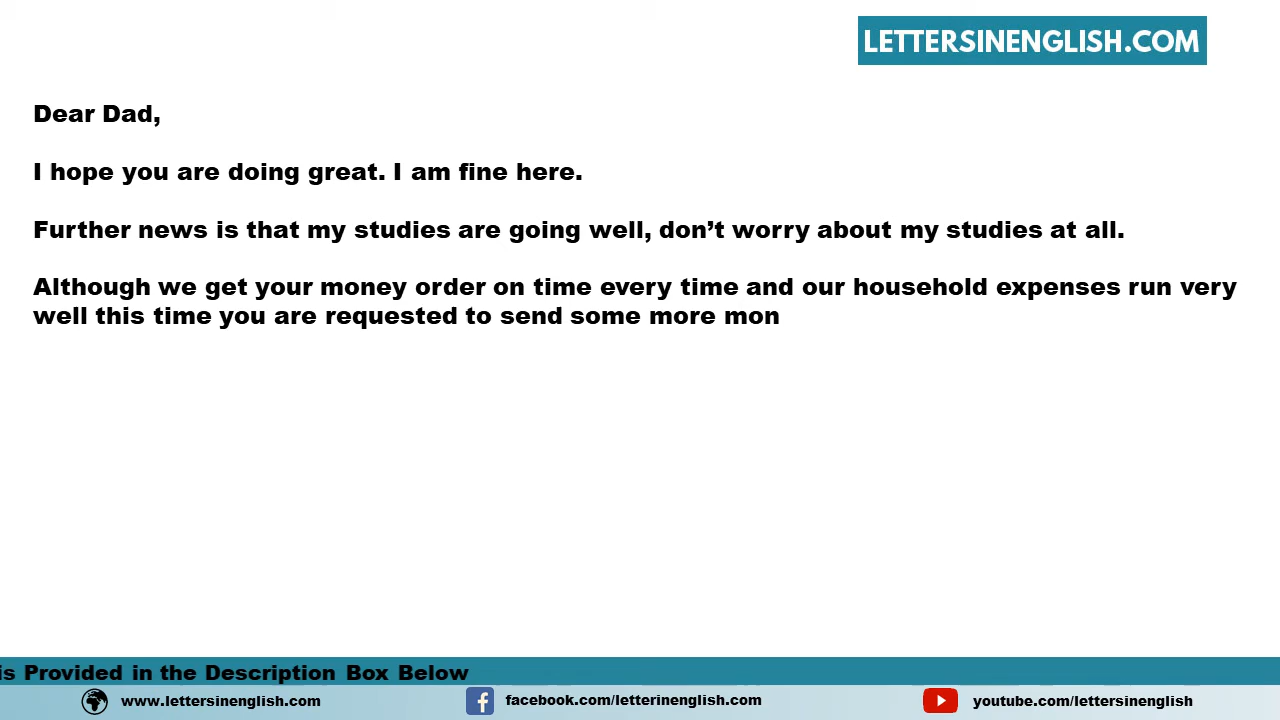 LETTERSINENGLISH.COM
Dear Dad,
I hope you are doing great. I am fine here.
Further news is that my studies are going well, don’t worry about my studies at all.
Although we get your money order on time every time and our household expenses run very
well this time you are requested to send some more mon
is Provided in the Description Box Below
www.lettersinenglish.com
facebook.com/letterinenglish.com
youtube.com/lettersinenglish